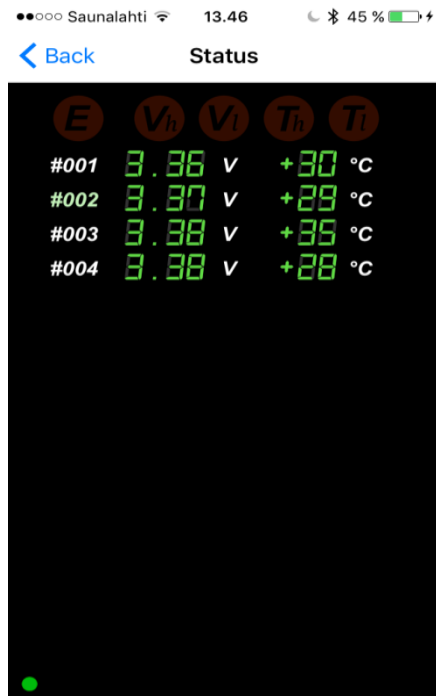 Saunalahti 13.46 45 %
Back Status
E Vh Vl Th Tl
#001 3.36 V +30 °C
#002 3.37 V +29 °C
#003 3.38 V +35 °C
#004 3.38 V +28 °C